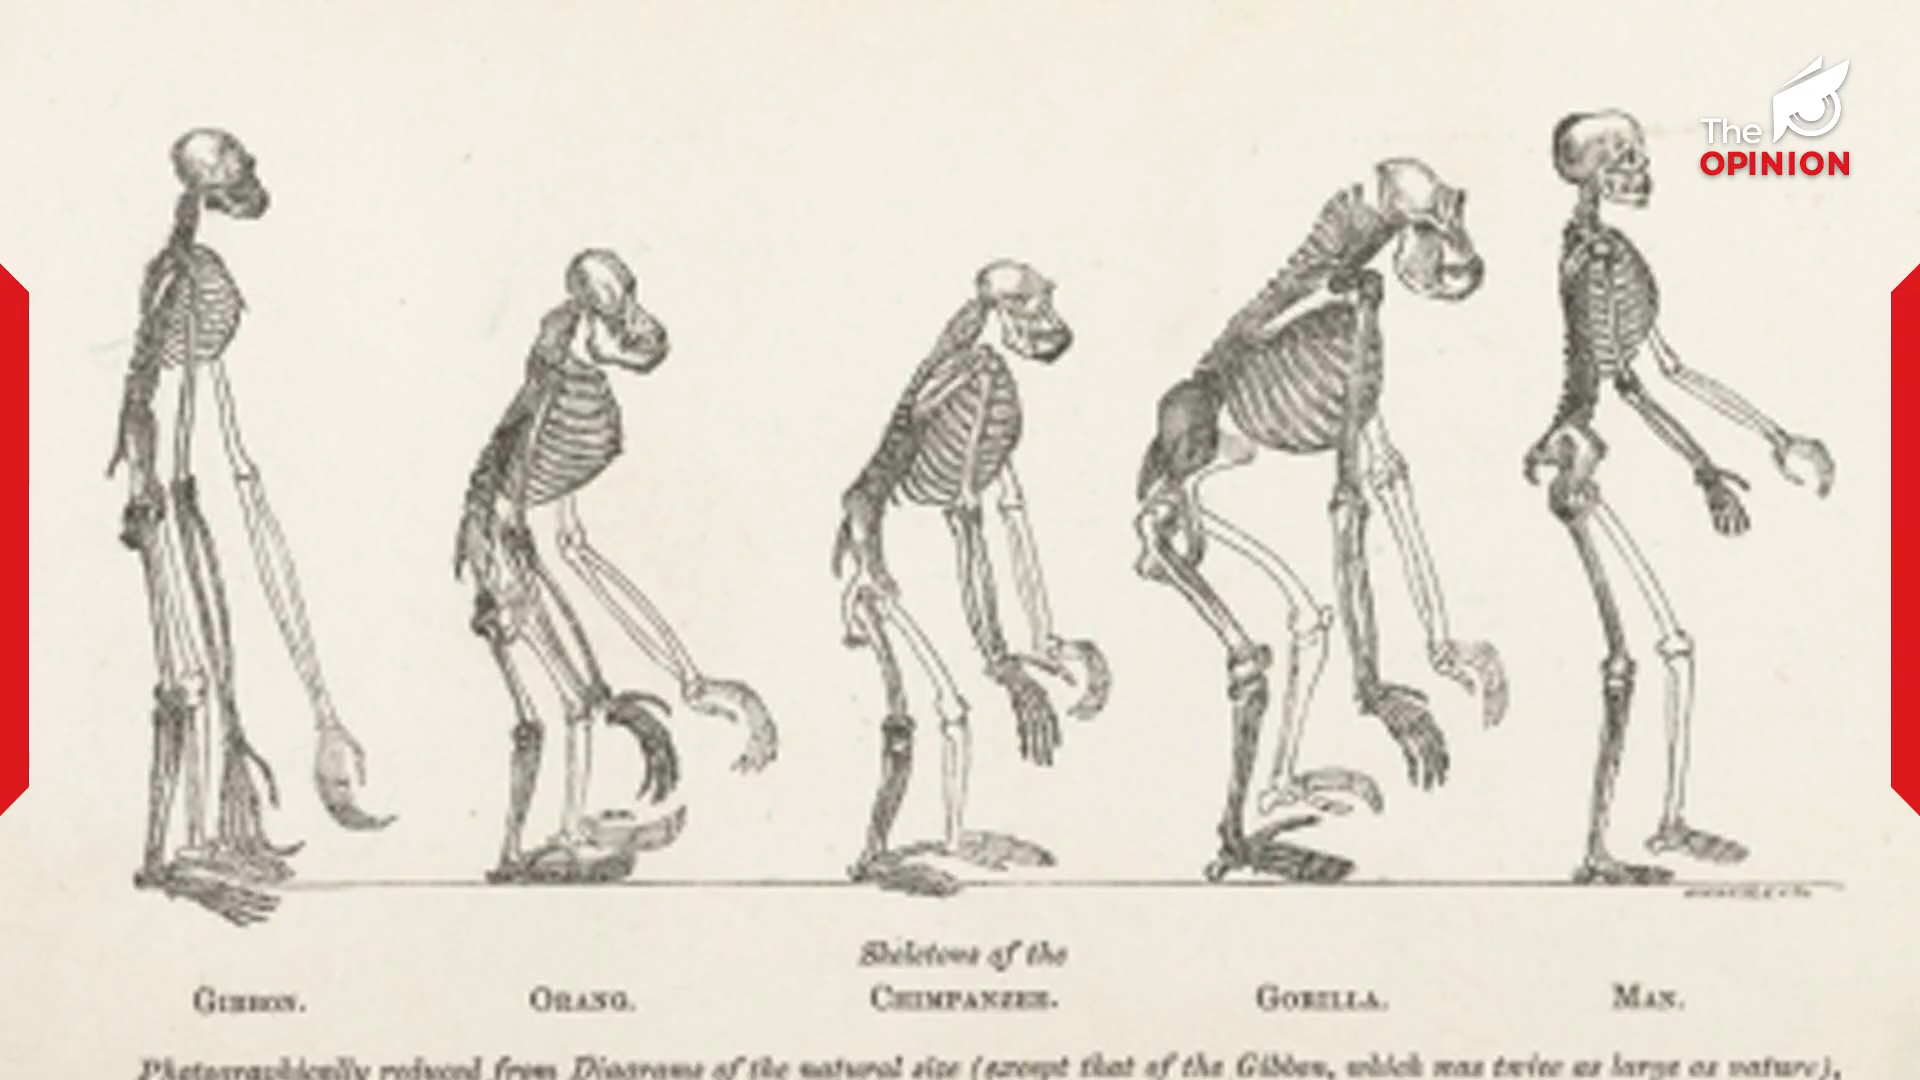 The
OPINION
Skeletons of the
GIBBON. ORANG. CHIMPANZEE. GORILLA. MAN.
Photographically reduced from Diagrams of the natural size (except that of the Gibbon, which was twice as large as nature),